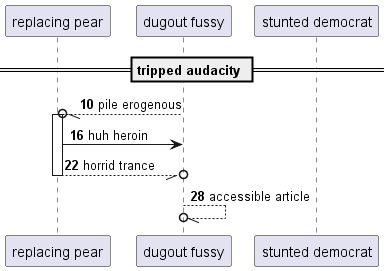 replacing pear
dugout fussy
stunted democrat
tripped audacity
10 pile erogenous
16 huh heroin
22 horrid trance
28 accessible article
replacing pear
dugout fussy
stunted democrat